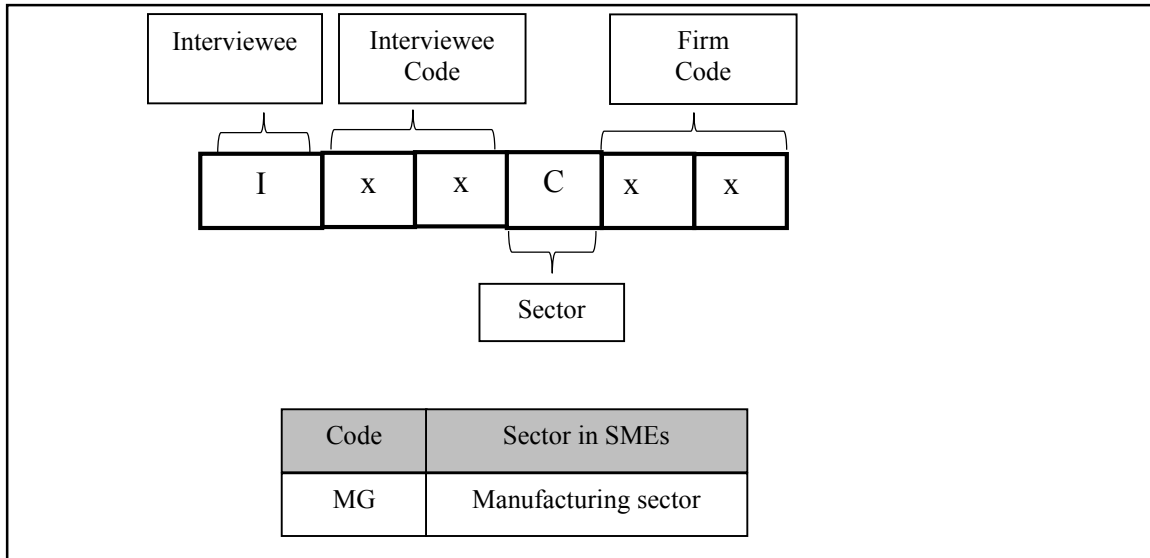 Interviewee
Interviewee
Code
Firm
Code
I x x C x x
Sector
Code Sector in SMEs
MG Manufacturing sector